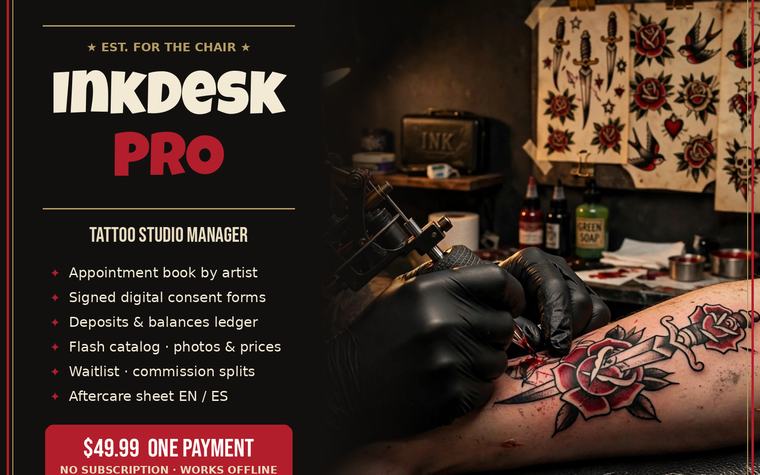 ★ EST. FOR THE CHAIR ★
INKDESK
PRO
TATTOO STUDIO MANAGER
✦ Appointment book by artist
✦ Signed digital consent forms
✦ Deposits & balances ledger
✦ Flash catalog · photos & prices
✦ Waitlist · commission splits
✦ Aftercare sheet EN / ES
$49.99 ONE PAYMENT
NO SUBSCRIPTION · WORKS OFFLINE
INK
GREEN
SOAP